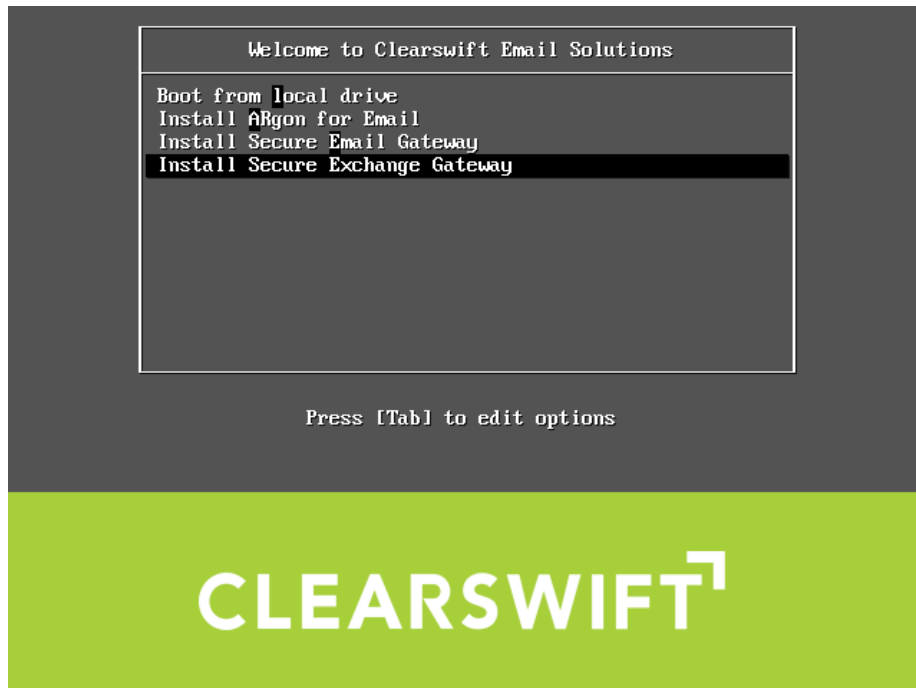 Welcome to Clearswift Email Solutions
Boot from local drive
Install ARgon for Email
Install Secure Email Gateway
Install Secure Exchange Gateway
Press [Tab] to edit options
CLEARSWIFT